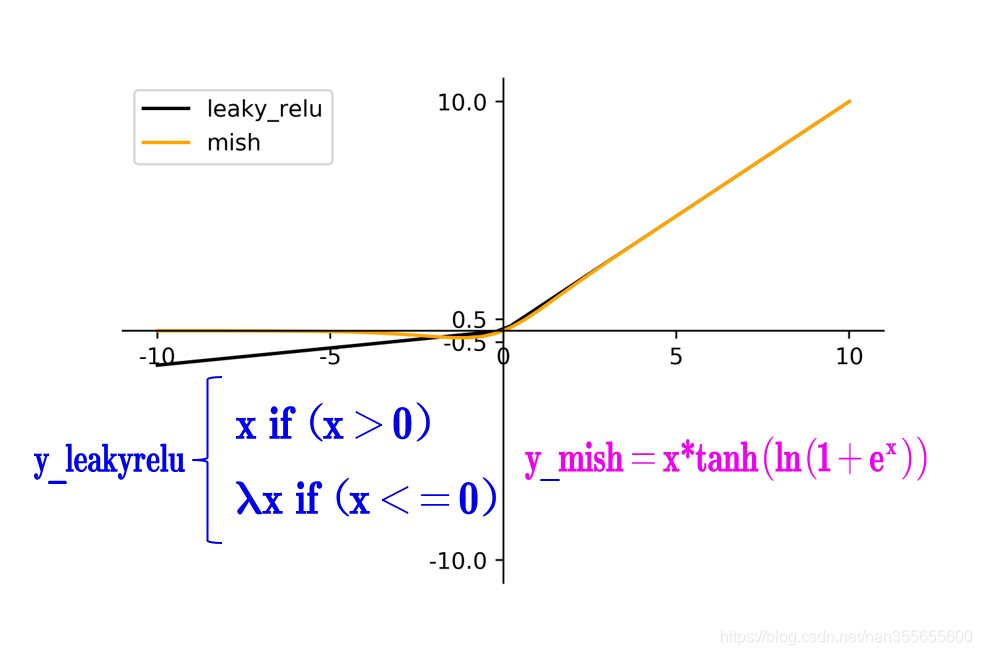 leaky_relu
mish
10.0
0.5
-0.5
-10.0
-10 -5 0 5 10
y_leakyrelu
x if (x > 0)
λx if (x <= 0)
y_mish = x*tanh(ln(1 + eˣ))
https://blog.csdn.net/nan355655600